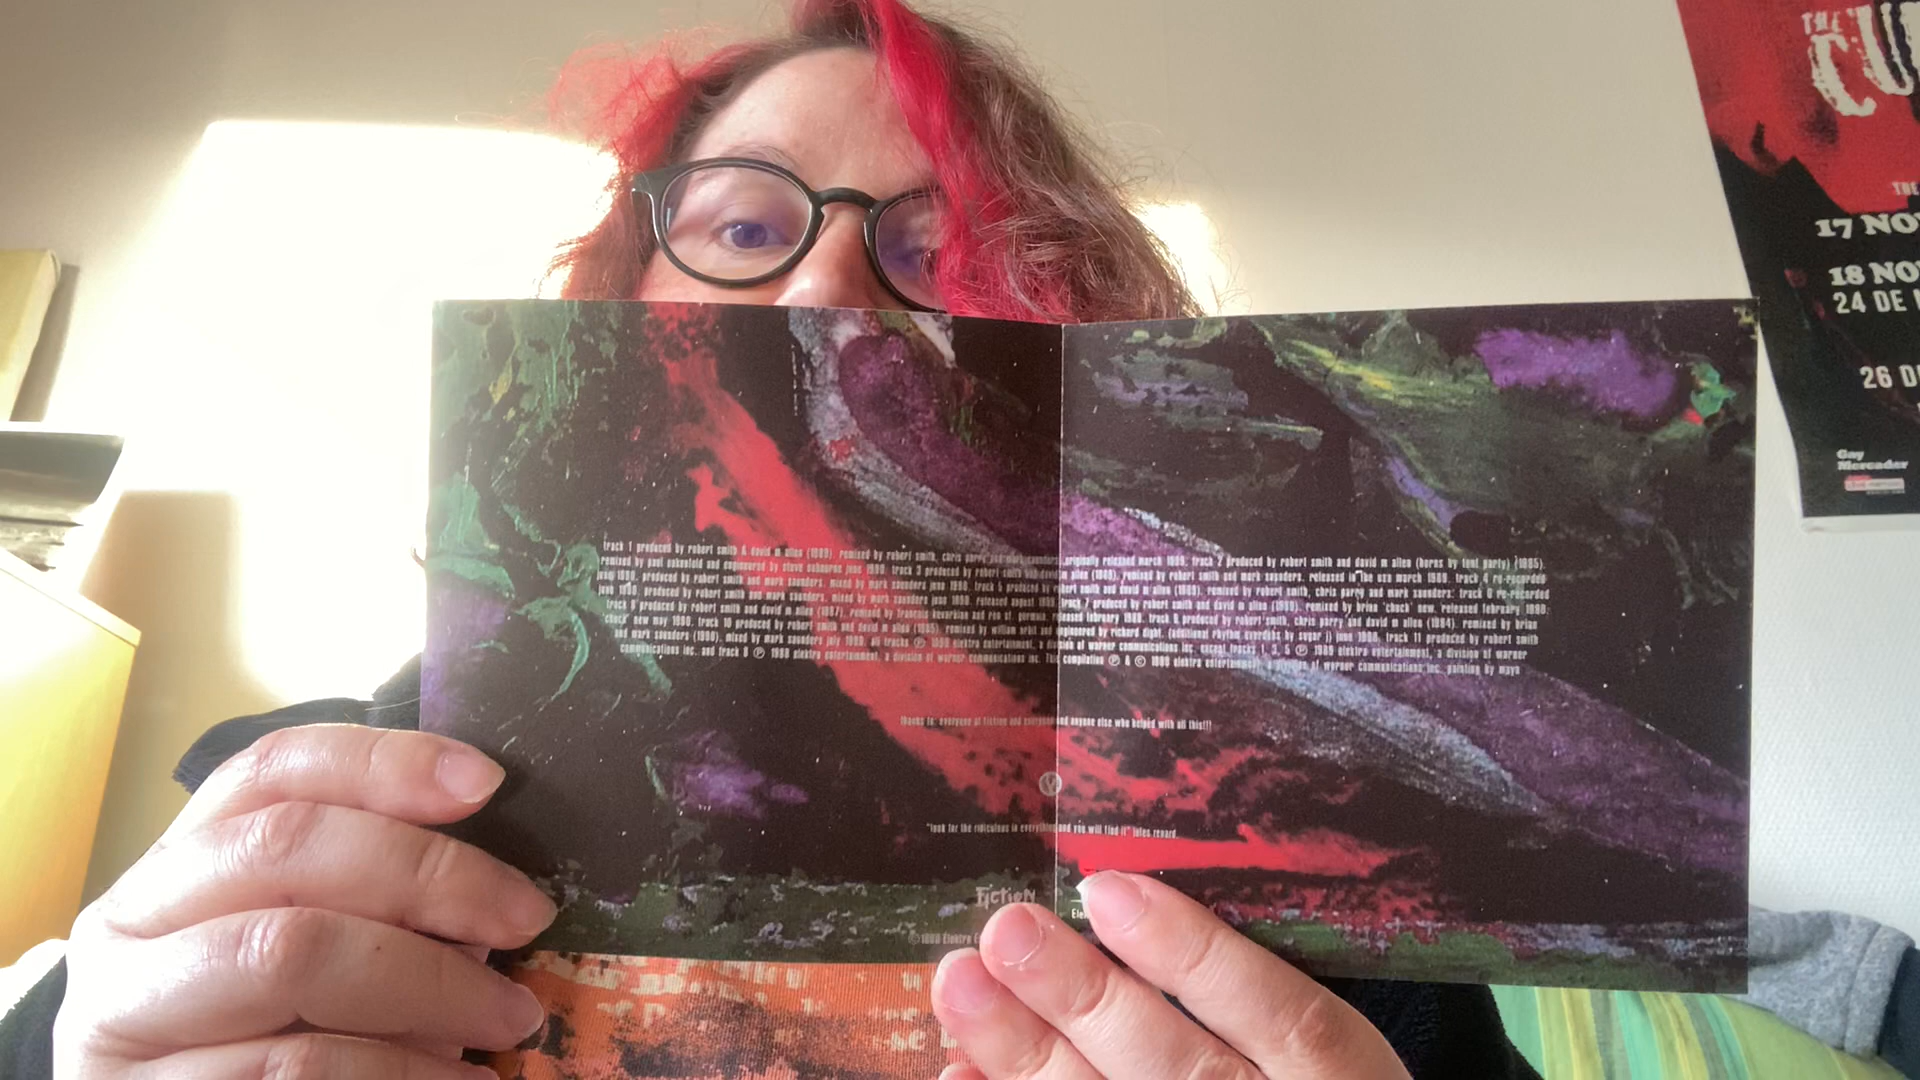 THE
CU
THE
17 NO
18 NO
24 DE
26 D
Gay
Mercader
track 1 produced by robert smith & david m allen (1989). remixed by robert smith, chris parry and mark saunders. originally released march 1989. track 2 produced by robert smith and david m allen (horns by font party) (1985).
remixed by paul oakenfold and engineered by steve osbourne june 1990. track 3 produced by robert smith and david m allen (1989). remixed by robert smith and mark saunders. released in the usa march 1989. track 4 re-recorded
june 1990. produced by robert smith and mark saunders. mixed by mark saunders june 1990. track 5 produced by robert smith and david m allen (1989). remixed by robert smith, chris parry and mark saunders. track 6 re-recorded
june 1990. produced by robert smith and mark saunders. mixed by mark saunders june 1990. released august 1990. track 7 produced by robert smith and david m allen (1989). remixed by brian 'chuck' new. released february 1990.
track 8 produced by robert smith and david m allen (1987). remixed by francois and ron st. germain. released february 1988. track 9 produced by robert smith, chris parry and david m allen (1984). remixed by brian
'chuck' new may 1990. track 10 produced by robert smith and david m allen (1985). remixed by william orbit and engineered by richard digby. june 1990. track 11 produced by robert smith
and mark saunders (1990). mixed by mark saunders july 1990. all tracks ℗ 1990 elektra entertainment, a division of warner communications inc. except tracks 1, 3, 5 ℗ 1989 elektra entertainment, a division of warner
communications inc. and track 8 ℗ 1988 elektra entertainment, a division of warner communications inc. This compilation ℗ & © 1990 elektra entertainment, a division of warner communications inc. painting by maya
thanks to: everyone at fiction and everywhere and anyone else who helped with all this!!!
"look for the ridiculous in everything and you will find it" jules renard
Fiction
Ele
©1990 Elektra E